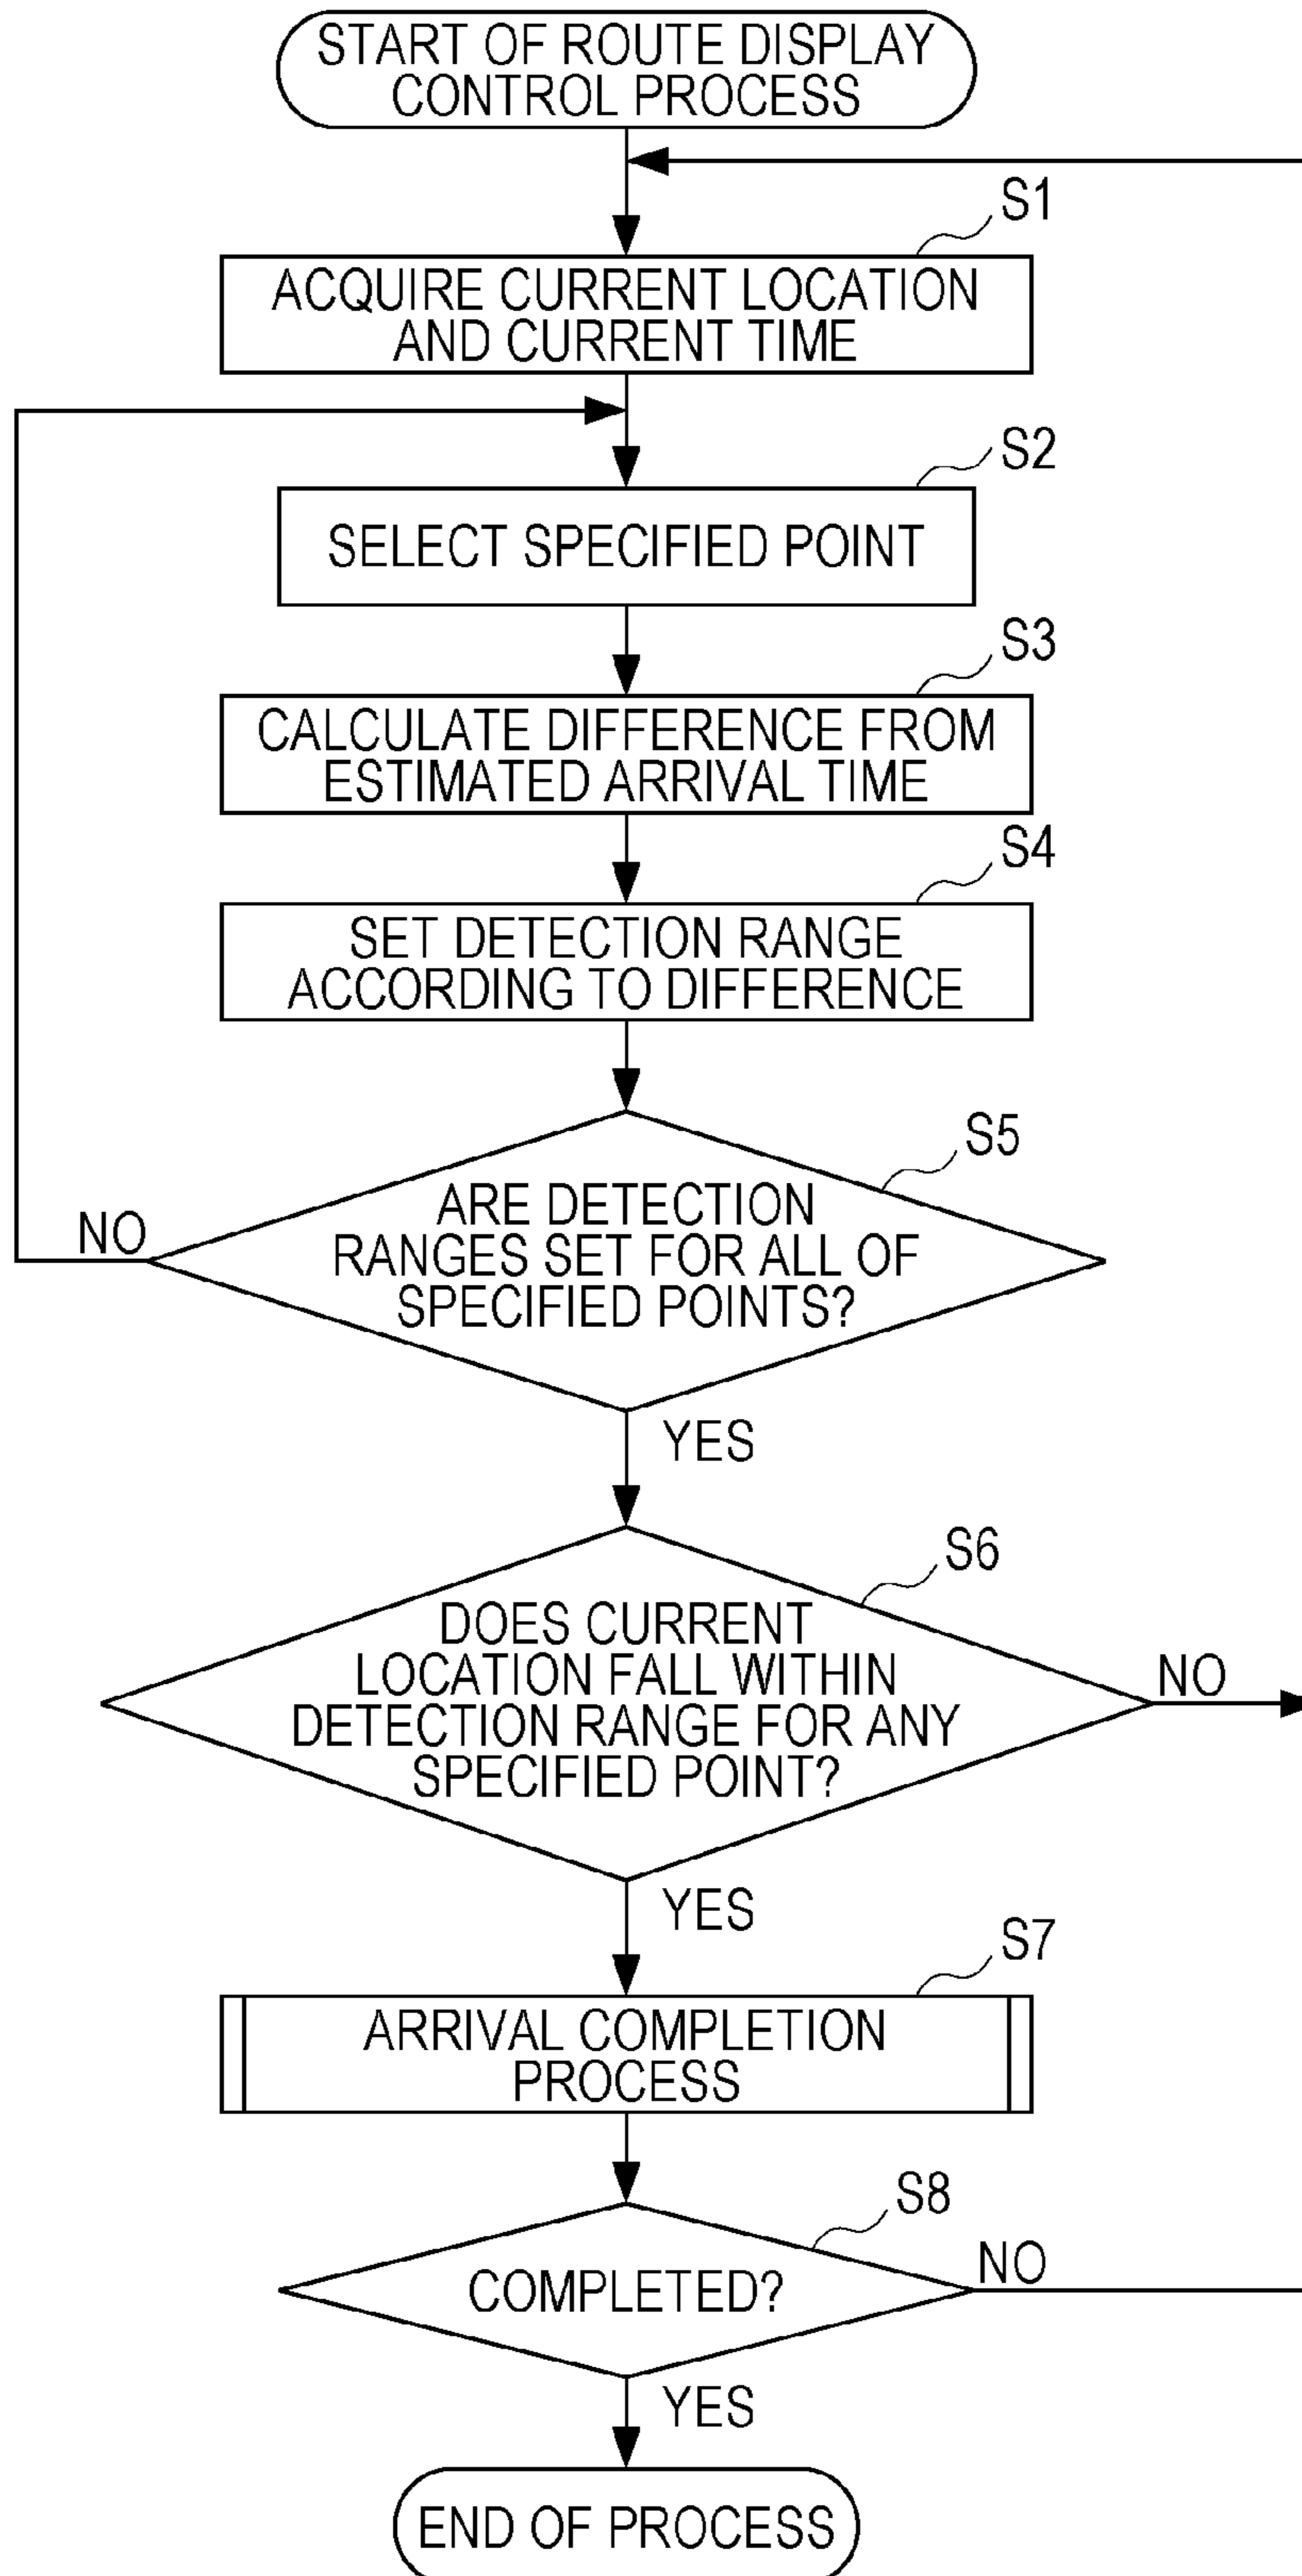 START OF ROUTE DISPLAY
CONTROL PROCESS
S1
ACQUIRE CURRENT LOCATION
AND CURRENT TIME
S2
SELECT SPECIFIED POINT
S3
CALCULATE DIFFERENCE FROM
ESTIMATED ARRIVAL TIME
S4
SET DETECTION RANGE
ACCORDING TO DIFFERENCE
S5
ARE DETECTION
RANGES SET FOR ALL OF
SPECIFIED POINTS?
NO
YES
S6
DOES CURRENT
LOCATION FALL WITHIN
DETECTION RANGE FOR ANY
SPECIFIED POINT?
NO
YES
S7
ARRIVAL COMPLETION
PROCESS
S8
COMPLETED?
NO
YES
END OF PROCESS